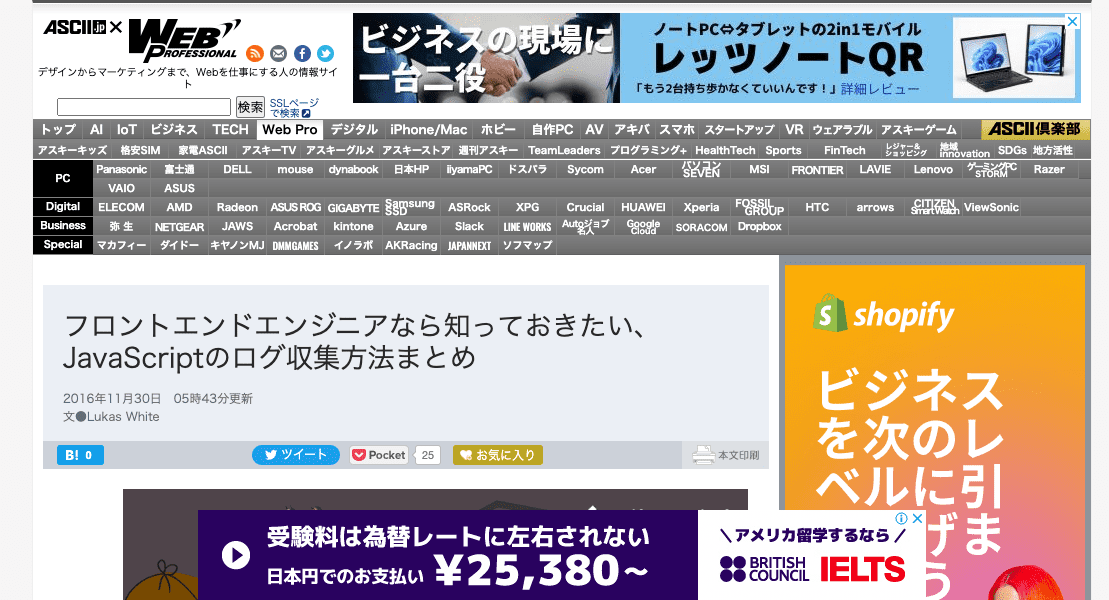 ASCII.jp×WEB PROFESSIONAL
デザインからマーケティングまで、Webを仕事にする人の情報サイ
ト
検索 SSLページ
で検索
ビジネスの現場に
一台二役
ノートPC⇔タブレットの2in1モバイル
レッツノートQR
「もう2台持ち歩かなくていいんです！」詳細レビュー
トップ AI IoT ビジネス TECH Web Pro デジタル iPhone/Mac ホビー 自作PC AV アキバ スマホ スタートアップ VR ウェアラブル アスキーゲーム ASCII倶楽部
アスキーキッズ 格安SIM 家電ASCII アスキーTV アスキーグルメ アスキーストア 週刊アスキー TeamLeaders プログラミング+ HealthTech Sports FinTech レジャー&ショッピング 地域innovation SDGs 地方活性
PC Panasonic 富士通 DELL mouse dynabook 日本HP iiyamaPC ドスパラ Sycom Acer パソコンSEVEN MSI FRONTIER LAVIE Lenovo ゲーミングPC STORM Razer
VAIO ASUS
Digital ELECOM AMD Radeon ASUS ROG GIGABYTE Samsung SSD ASRock XPG Crucial HUAWEI Xperia FOSSIL GROUP HTC arrows CITIZEN SmartWatch ViewSonic
Business 弥生 NETGEAR JAWS Acrobat kintone Azure Slack LINE WORKS Autoジョブ名人 Google Cloud SORACOM Dropbox
Special マカフィー ダイドー キヤノンMJ DMMGAMES イノラボ AKRacing JAPANNEXT ソフマップ
フロントエンドエンジニアなら知っておきたい、
JavaScriptのログ収集方法まとめ
2016年11月30日 05時43分更新
文●Lukas White
B! 0 ツイート Pocket 25 お気に入り 本文印刷
shopify
ビジネス
を次のレ
ベルに引
げ
う
き ま
受験料は為替レートに左右されない
日本円でのお支払い ¥25,380～
＼アメリカ留学するなら／
BRITISH COUNCIL IELTS